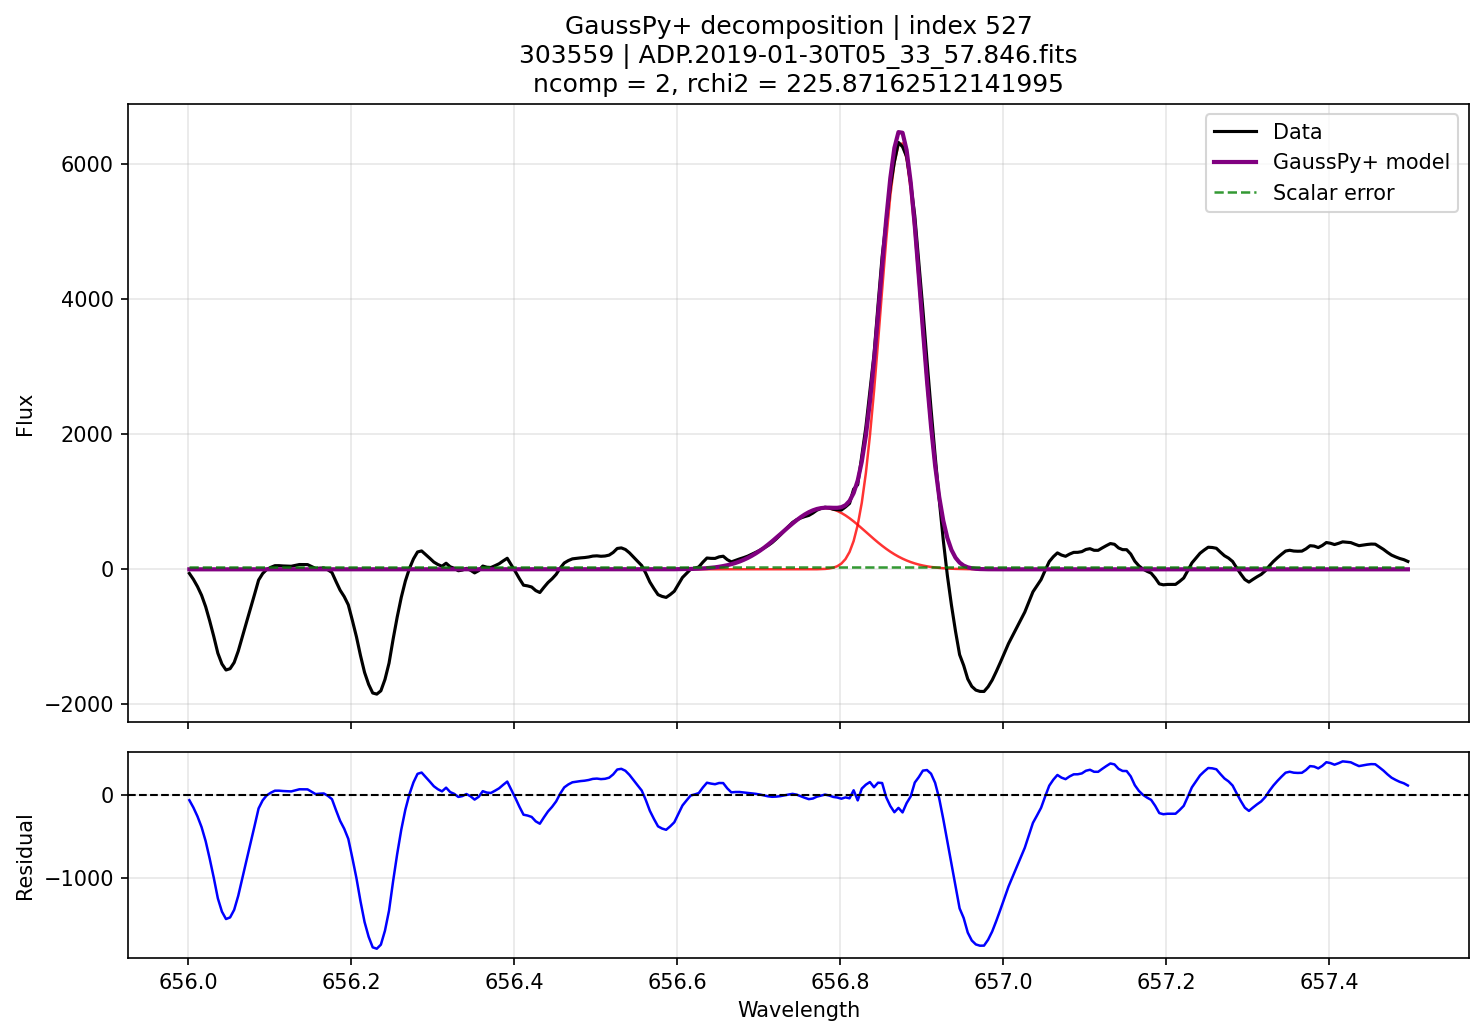 GaussPy+ decomposition | index 527
303559 | ADP.2019-01-30T05_33_57.846.fits
ncomp = 2, rchi2 = 225.87162512141995
Data
GaussPy+ model
Scalar error
Flux
6000
4000
2000
0
−2000
Residual
0
−1000
656.0 656.2 656.4 656.6 656.8 657.0 657.2 657.4
Wavelength